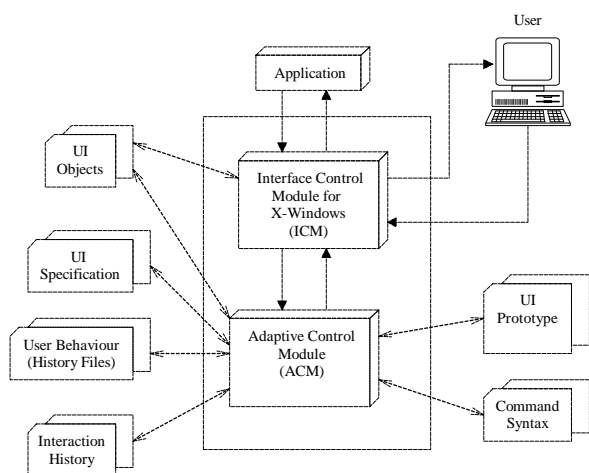 User
Application
UI
Objects
Interface Control
Module for
X-Windows
(ICM)
UI
Specification
User Behaviour
(History Files)
Adaptive Control
Module
(ACM)
UI
Prototype
Interaction
History
Command
Syntax